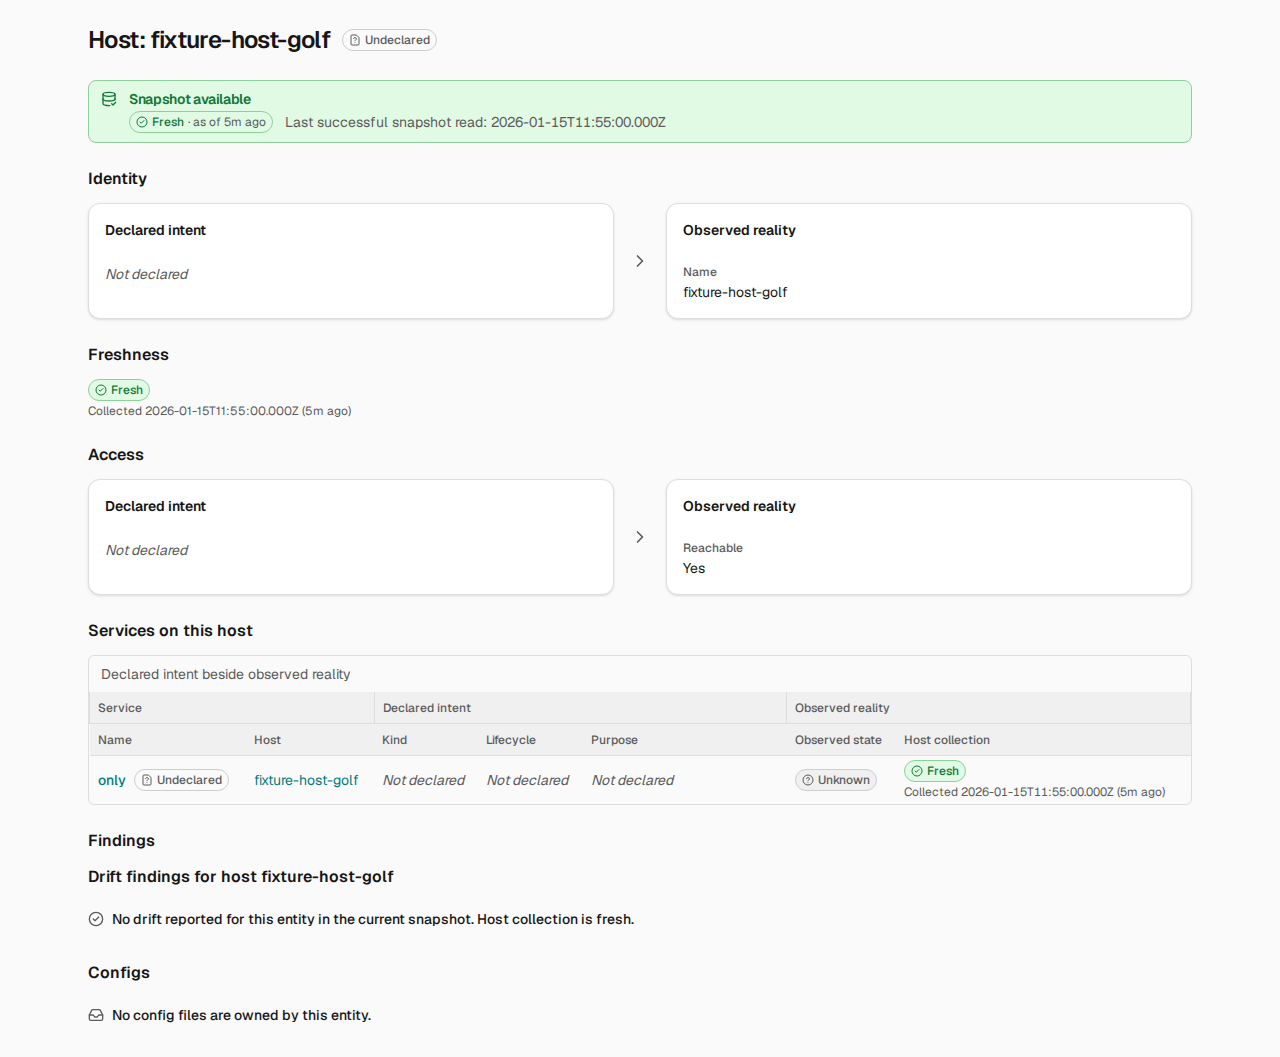 Host: fixture-host-golf Undeclared
Snapshot available
Fresh · as of 5m ago Last successful snapshot read: 2026-01-15T11:55:00.000Z
Identity
Declared intent
Not declared
Observed reality
Name
fixture-host-golf
Freshness
Fresh
Collected 2026-01-15T11:55:00.000Z (5m ago)
Access
Declared intent
Not declared
Observed reality
Reachable
Yes
Services on this host
Declared intent beside observed reality
Service Declared intent Observed reality
Name Host Kind Lifecycle Purpose Observed state Host collection
only Undeclared fixture-host-golf Not declared Not declared Not declared Unknown Fresh
Collected 2026-01-15T11:55:00.000Z (5m ago)
Findings
Drift findings for host fixture-host-golf
No drift reported for this entity in the current snapshot. Host collection is fresh.
Configs
No config files are owned by this entity.